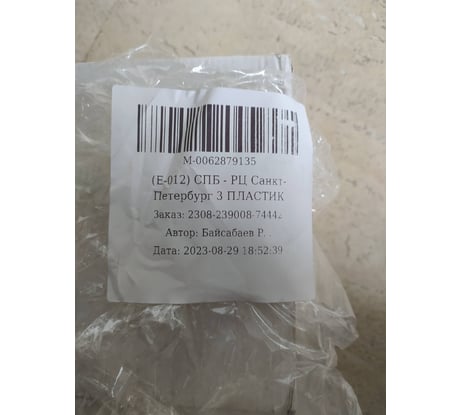 М-0062879135
(Е-012) СПБ - РЦ Санкт-
Петербург 3 ПЛАСТИК
Заказ: 2308-239008-74442
Автор: Байсабаев Р. .
Дата: 2023-08-29 18:52:39